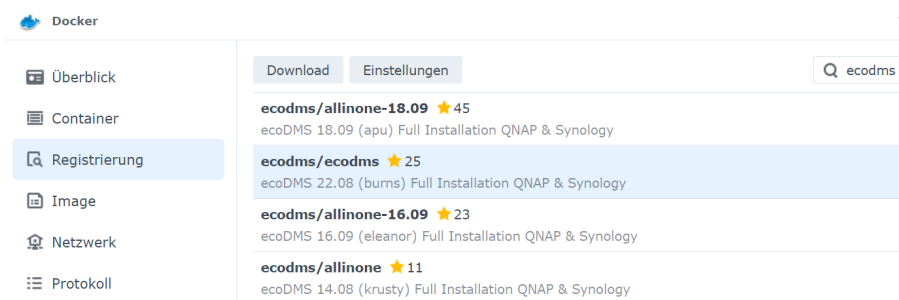 Docker
Überblick
Container
Registrierung
Image
Netzwerk
Protokoll
Download Einstellungen ecodms
ecodms/allinone-18.09 45
ecoDMS 18.09 (apu) Full Installation QNAP & Synology
ecodms/ecodms 25
ecoDMS 22.08 (burns) Full Installation QNAP & Synology
ecodms/allinone-16.09 23
ecoDMS 16.09 (eleanor) Full Installation QNAP & Synology
ecodms/allinone 11
ecoDMS 14.08 (krusty) Full Installation QNAP & Synology